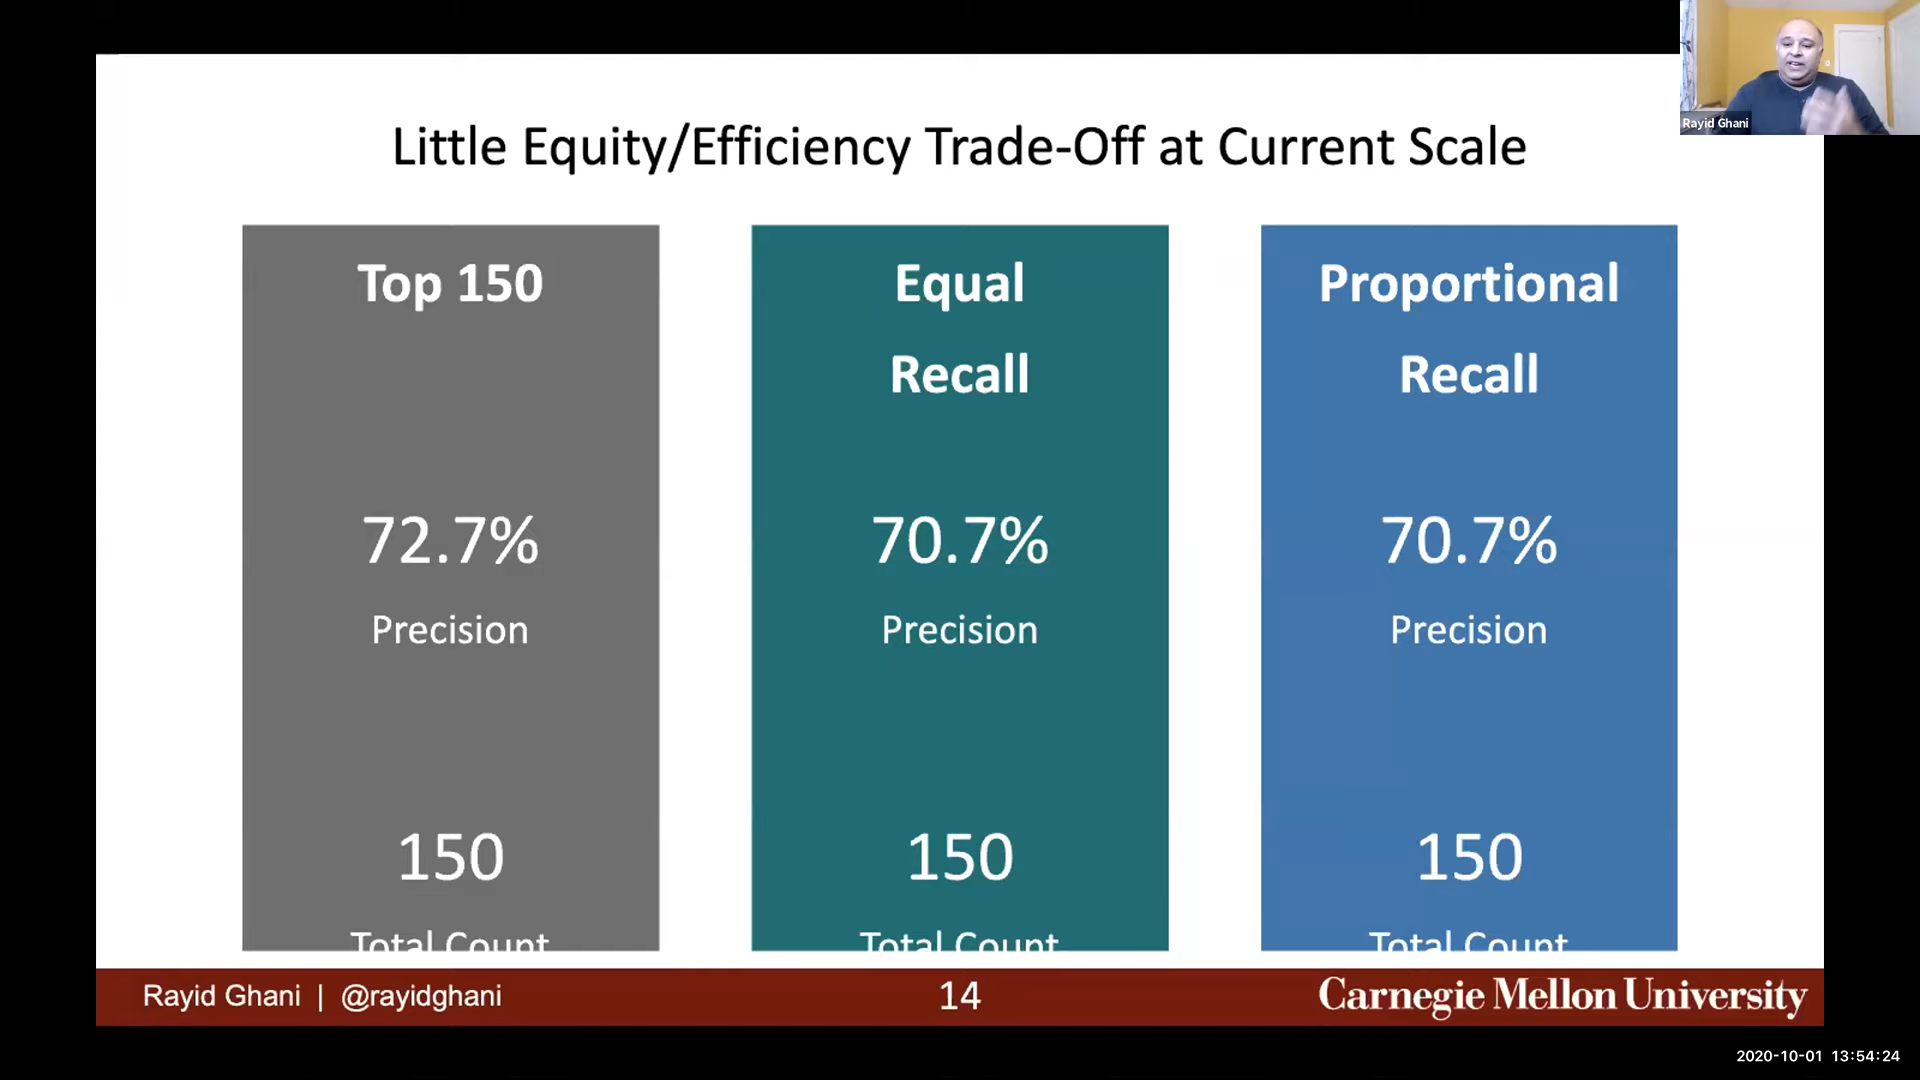 Rayid Ghani
Little Equity/Efficiency Trade-Off at Current Scale
Top 150
72.7%
Precision
150
Total Count
Equal
Recall
70.7%
Precision
150
Total Count
Proportional
Recall
70.7%
Precision
150
Total Count
Rayid Ghani | @rayidghani
14
Carnegie Mellon University
2020-10-01 13:54:24